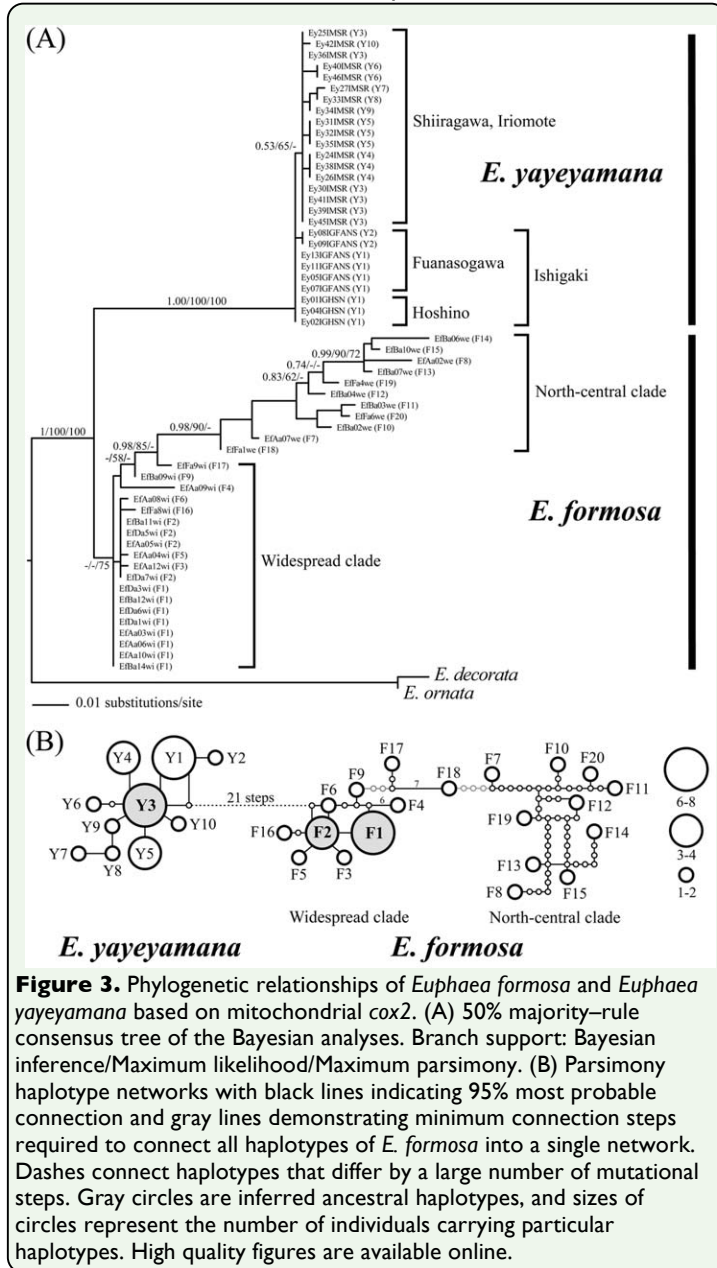 (A)
Ey25IMSR (Y3)
Ey42IMSR (Y10)
Ey36IMSR (Y3)
Ey40IMSR (Y6)
Ey46IMSR (Y6)
Ey27IMSR (Y7)
Ey33IMSR (Y8)
Ey34IMSR (Y9)
Ey31IMSR (Y5)
Ey32IMSR (Y5)
Ey35IMSR (Y5)
Ey24IMSR (Y4)
Ey38IMSR (Y4)
Ey26IMSR (Y4)
Ey30IMSR (Y3)
Ey41IMSR (Y3)
Ey39IMSR (Y3)
Ey45IMSR (Y3)
0.53/65/-
Shiiragawa, Iriomote
E. yayeyamana
Ey08IGFANS (Y2)
Ey09IGFANS (Y2)
Ey13IGFANS (Y1)
Ey11IGFANS (Y1)
Ey05IGFANS (Y1)
Ey07IGFANS (Y1)
Fuanasogawa
Ishigaki
Ey01IGHSN (Y1)
Ey04IGHSN (Y1)
Ey02IGHSN (Y1)
Hoshino
1.00/100/100
EfBa06we (F14)
EfBa10we (F15)
EfAa02we (F8)
EfBa07we (F13)
EfFa4we (F19)
EfBa04we (F12)
EfBa03we (F11)
EfFa6we (F20)
EfBa02we (F10)
EfAa07we (F7)
EfFa1we (F18)
0.99/90/72
0.74/-/-
0.83/62/-
0.98/90/-
North-central clade
1/100/100
0.98/85/-
-/58/-
E. formosa
EfFa9wi (F17)
EfBa09wi (F9)
EfAa09wi (F4)
EfAa08wi (F6)
EfFa8wi (F16)
EfBa11wi (F2)
EfDa5wi (F2)
EfAa05wi (F2)
EfAa04wi (F5)
EfAa12wi (F3)
EfDa7wi (F2)
EfDa3wi (F1)
EfBa12wi (F1)
EfDa6wi (F1)
EfDa1wi (F1)
EfAa03wi (F1)
EfAa06wi (F1)
EfAa10wi (F1)
EfBa14wi (F1)
-/-/75
Widespread clade
E. decorata
E. ornata
0.01 substitutions/site
(B)
Y4
Y1
Y2
Y6
Y3
Y9
Y10
Y7
Y8
Y5
21 steps
F17
F9
7
F18
F7
F10
F20
F11
F6
6
F4
F16
F2
F1
F5
F3
F12
F19
F14
F13
F8
F15
6-8
3-4
1-2
Widespread clade
North-central clade
E. yayeyamana
E. formosa
Figure 3. Phylogenetic relationships of Euphaea formosa and Euphaea
yayeyamana based on mitochondrial cox2. (A) 50% majority–rule
consensus tree of the Bayesian analyses. Branch support: Bayesian
inference/Maximum likelihood/Maximum parsimony. (B) Parsimony
haplotype networks with black lines indicating 95% most probable
connection and gray lines demonstrating minimum connection steps
required to connect all haplotypes of E. formosa into a single network.
Dashes connect haplotypes that differ by a large number of mutational
steps. Gray circles are inferred ancestral haplotypes, and sizes of
circles represent the number of individuals carrying particular
haplotypes. High quality figures are available online.